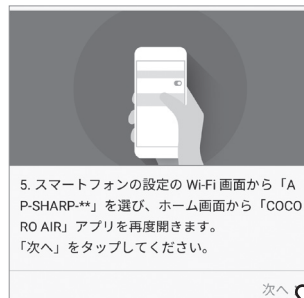 5. スマートフォンの設定の Wi-Fi 画面から「A
P-SHARP-**」を選び、ホーム画面から「COCO
RO AIR」アプリを再度開きます。
「次へ」をタップしてください。
次へ